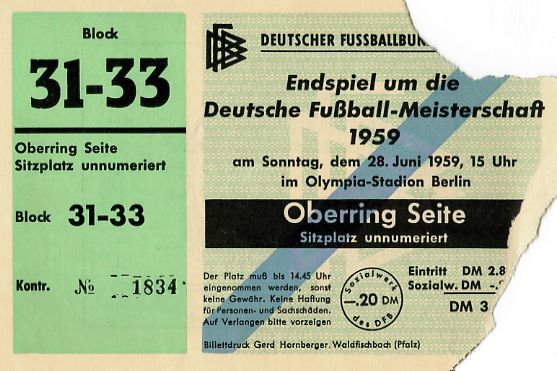 Block
31-33
Oberring Seite
Sitzplatz unnumeriert
Block 31-33
Kontr. № 1834
DFB
DEUTSCHER FUSSBALLBUN
Endspiel um die
Deutsche Fußball-Meisterschaft
1959
am Sonntag, dem 28. Juni 1959, 15 Uhr
im Olympia-Stadion Berlin
Oberring Seite
Sitzplatz unnumeriert
Der Platz muß bis 14.45 Uhr
eingenommen werden, sonst
keine Gewähr. Keine Haftung
für Personen- und Sachschäden.
Auf Verlangen bitte vorzeigen
Sozialwerk
-.20 DM
des DFB
Eintritt DM 2.8
Sozialw. DM -.
DM 3
Billettdruck Gerd Hornberger, Waldfischbach (Pfalz)